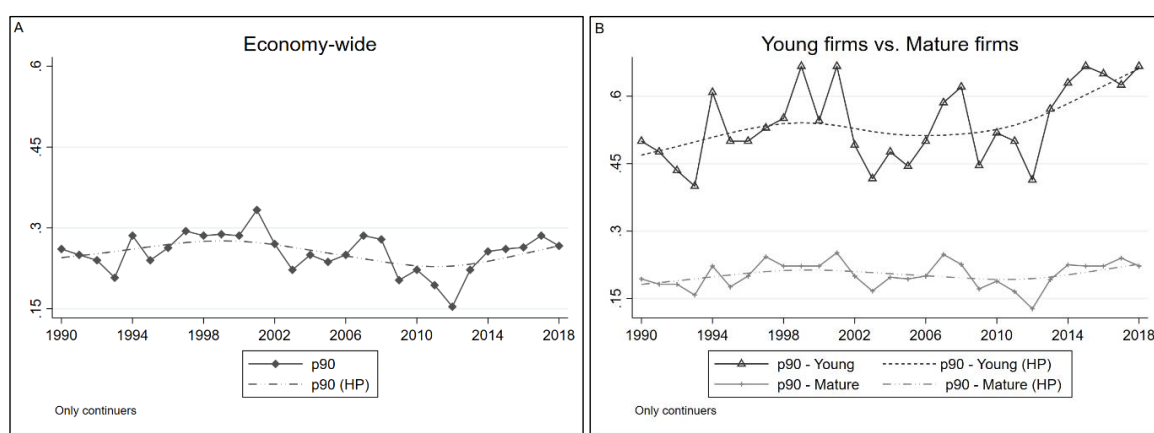 A
Economy-wide
.6
.45
.3
.15
1990 1994 1998 2002 2006 2010 2014 2018
p90
p90 (HP)
Only continuers
B
Young firms vs. Mature firms
.6
.45
.3
.15
1990 1994 1998 2002 2006 2010 2014 2018
p90 - Young p90 - Young (HP)
p90 - Mature p90 - Mature (HP)
Only continuers